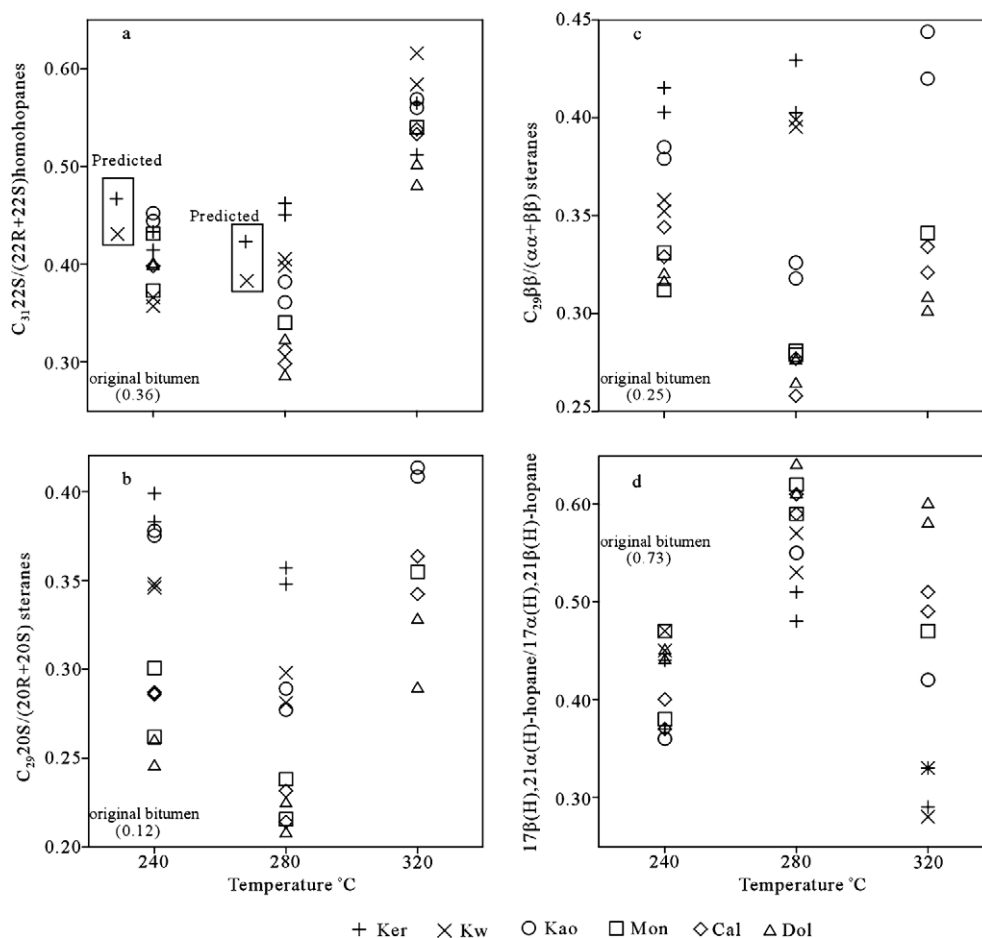 a
0.60
0.50
0.40
0.30
C₃₁22S/(22R+22S)homohopanes
Predicted
Predicted
original bitumen
(0.36)
c
0.45
0.40
0.35
0.30
0.25
C₂₉ββ/(αα+ββ) steranes
original bitumen
(0.25)
b
0.40
0.35
0.30
0.25
0.20
C₂₉20S/(20R+20S) steranes
original bitumen
(0.12)
240
280
320
Temperature °C
d
0.60
0.50
0.40
0.30
17β(H),21α(H)-hopane/17α(H),21β(H)-hopane
original bitumen
(0.73)
240
280
320
Temperature °C
Ker Kw Kao Mon Cal Dol